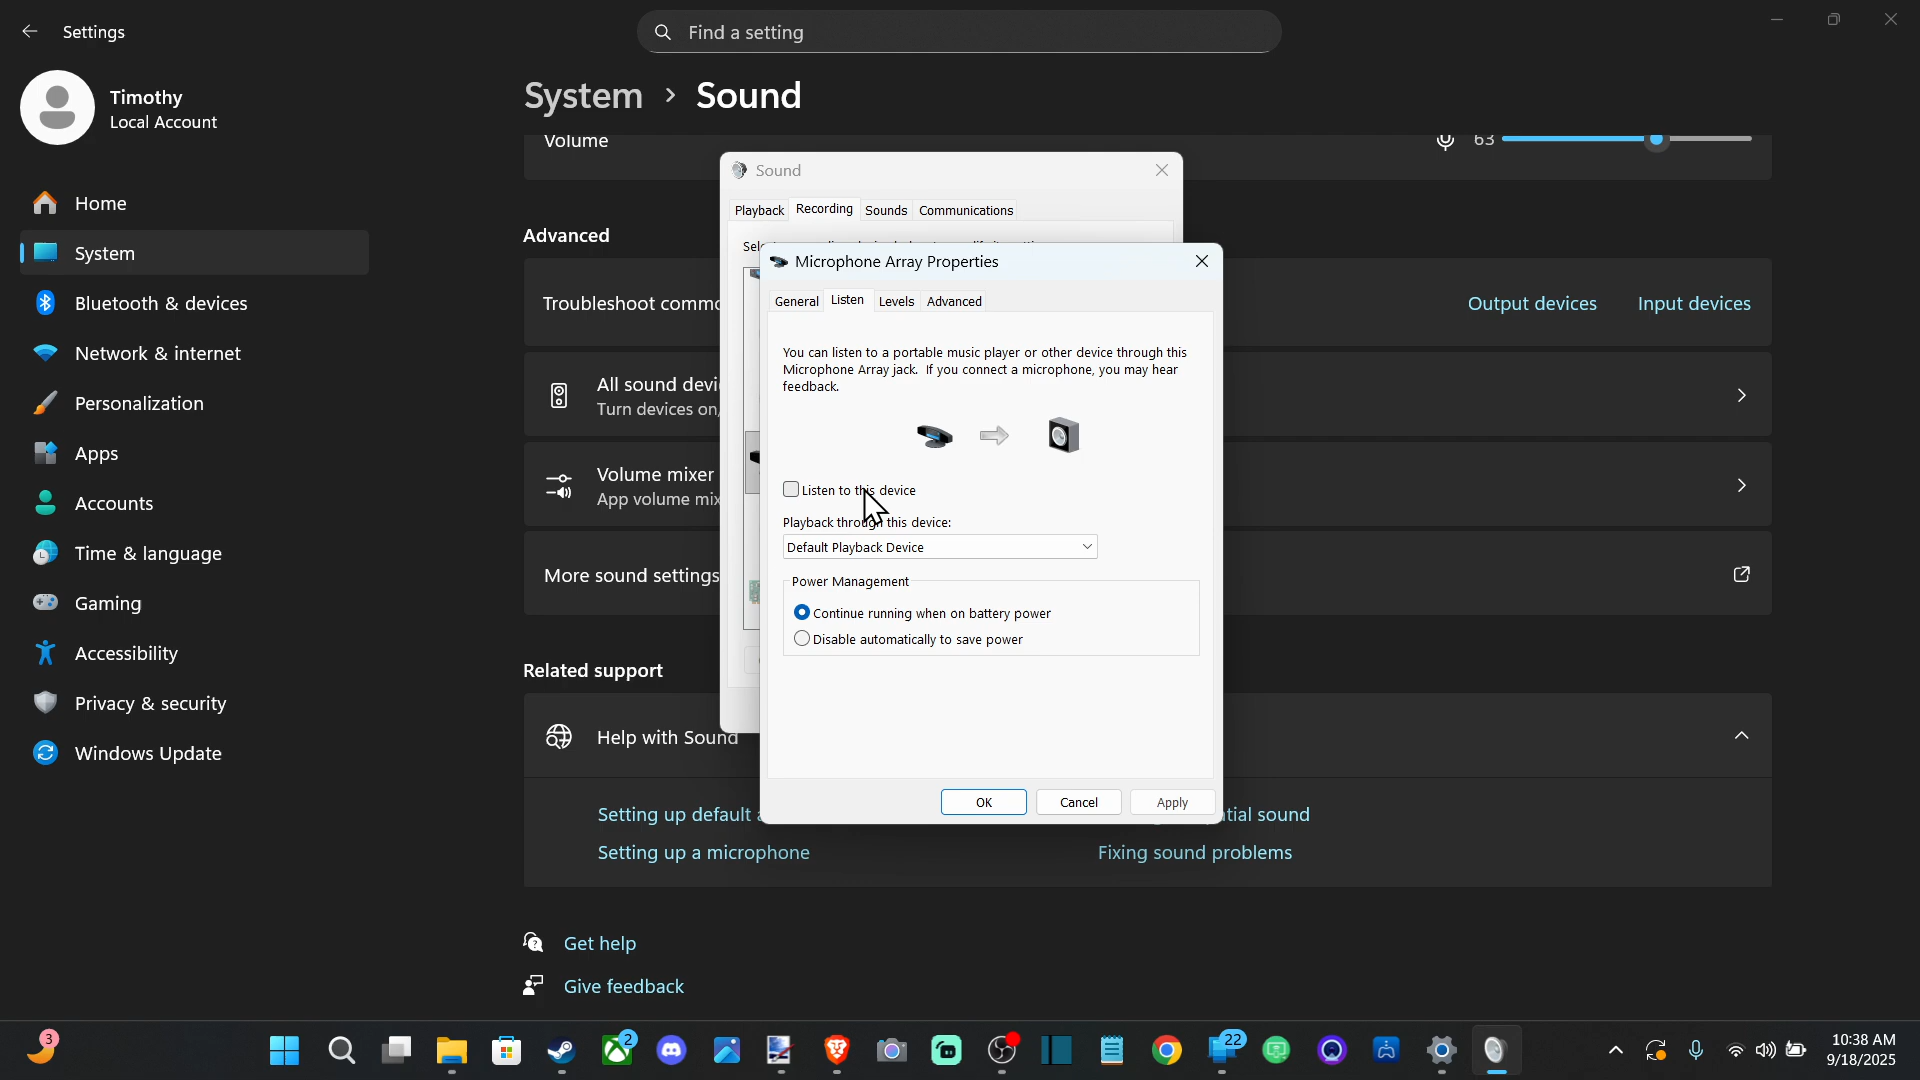 Settings
Find a setting
Timothy
Local Account
Home
System
Bluetooth & devices
Network & internet
Personalization
Apps
Accounts
Time & language
Gaming
Accessibility
Privacy & security
Windows Update
System > Sound
Volume
63
Advanced
Troubleshoot commo
Output devices
Input devices
All sound devi
Turn devices on,
Volume mixer
App volume mix
More sound settings
Related support
Help with Sound
Setting up default a
tial sound
Setting up a microphone
Fixing sound problems
Get help
Give feedback
Sound
Playback Recording Sounds Communications
Microphone Array Properties
General Listen Levels Advanced
You can listen to a portable music player or other device through this
Microphone Array jack. If you connect a microphone, you may hear
feedback.
Listen to this device
Playback through this device:
Default Playback Device
Power Management
Continue running when on battery power
Disable automatically to save power
OK Cancel Apply
3
2
22
10:38 AM
9/18/2025